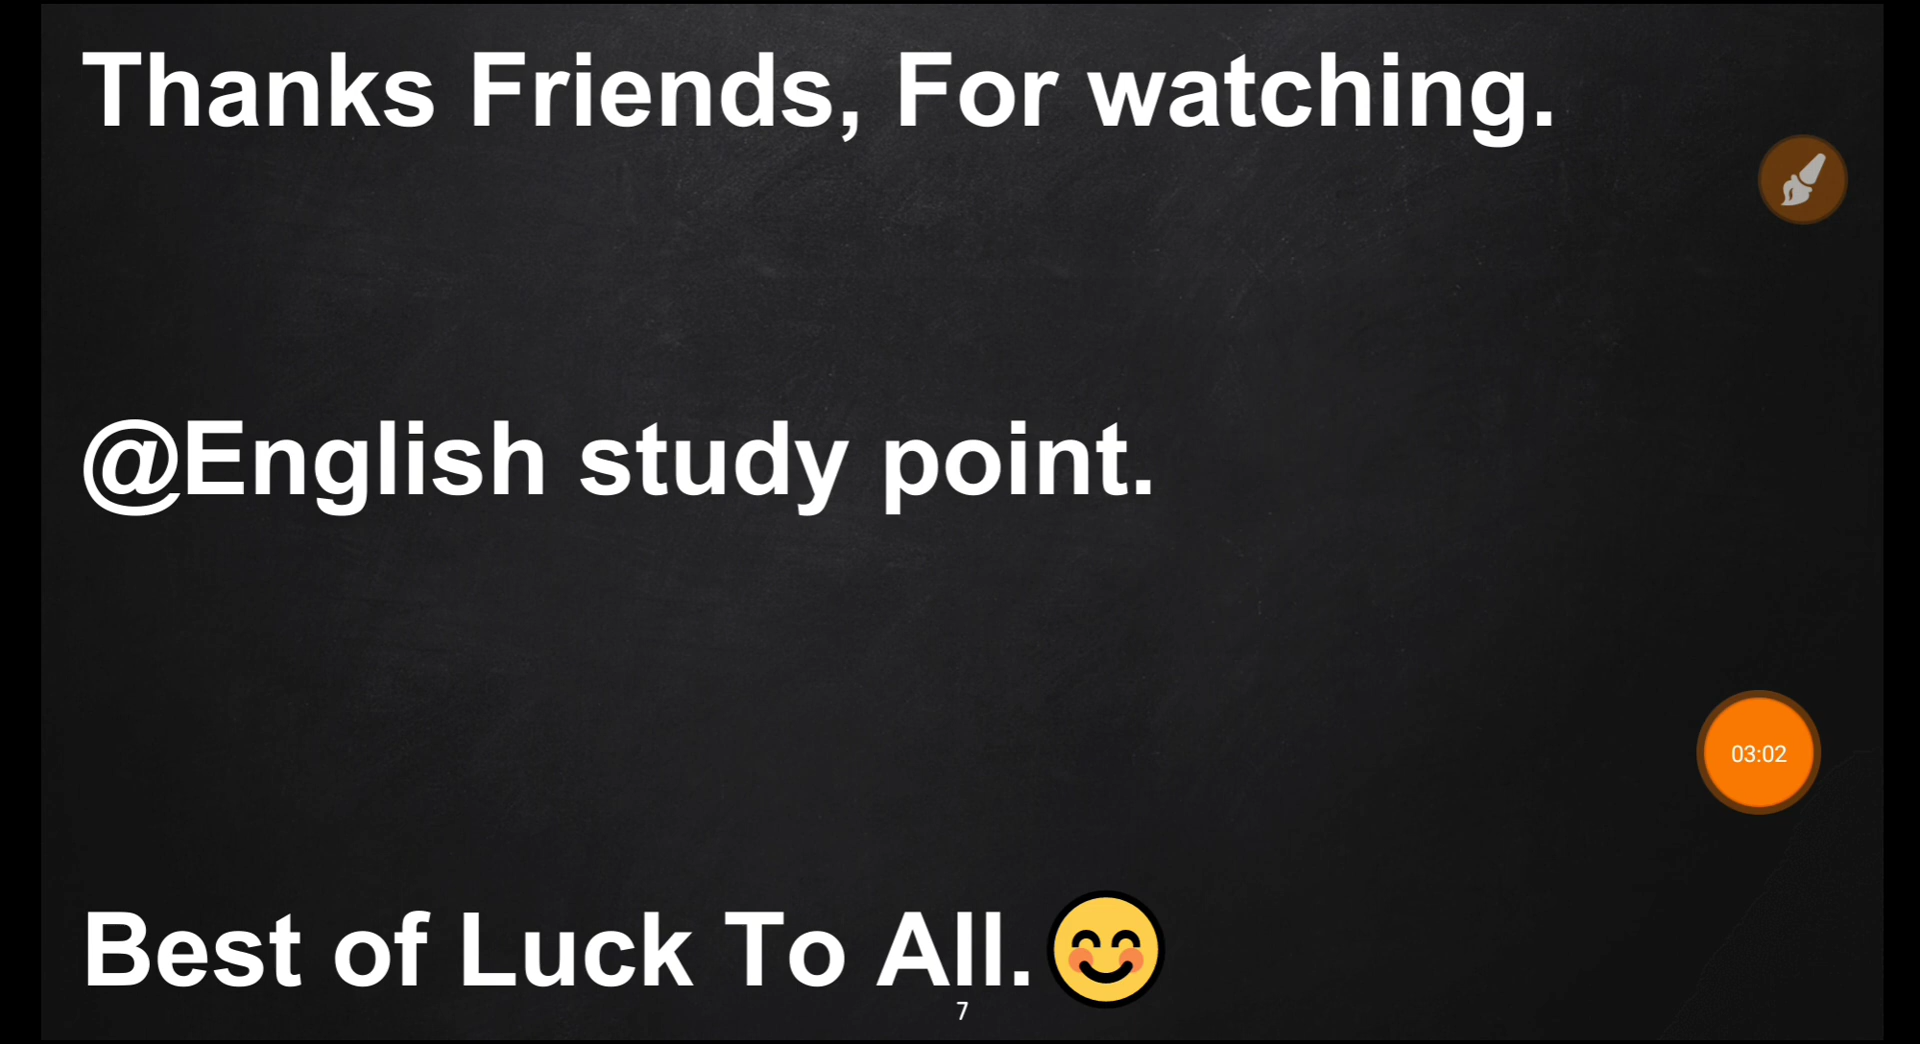 Thanks Friends, For watching.
@English study point.
03:02
Best of Luck To All.😊
7